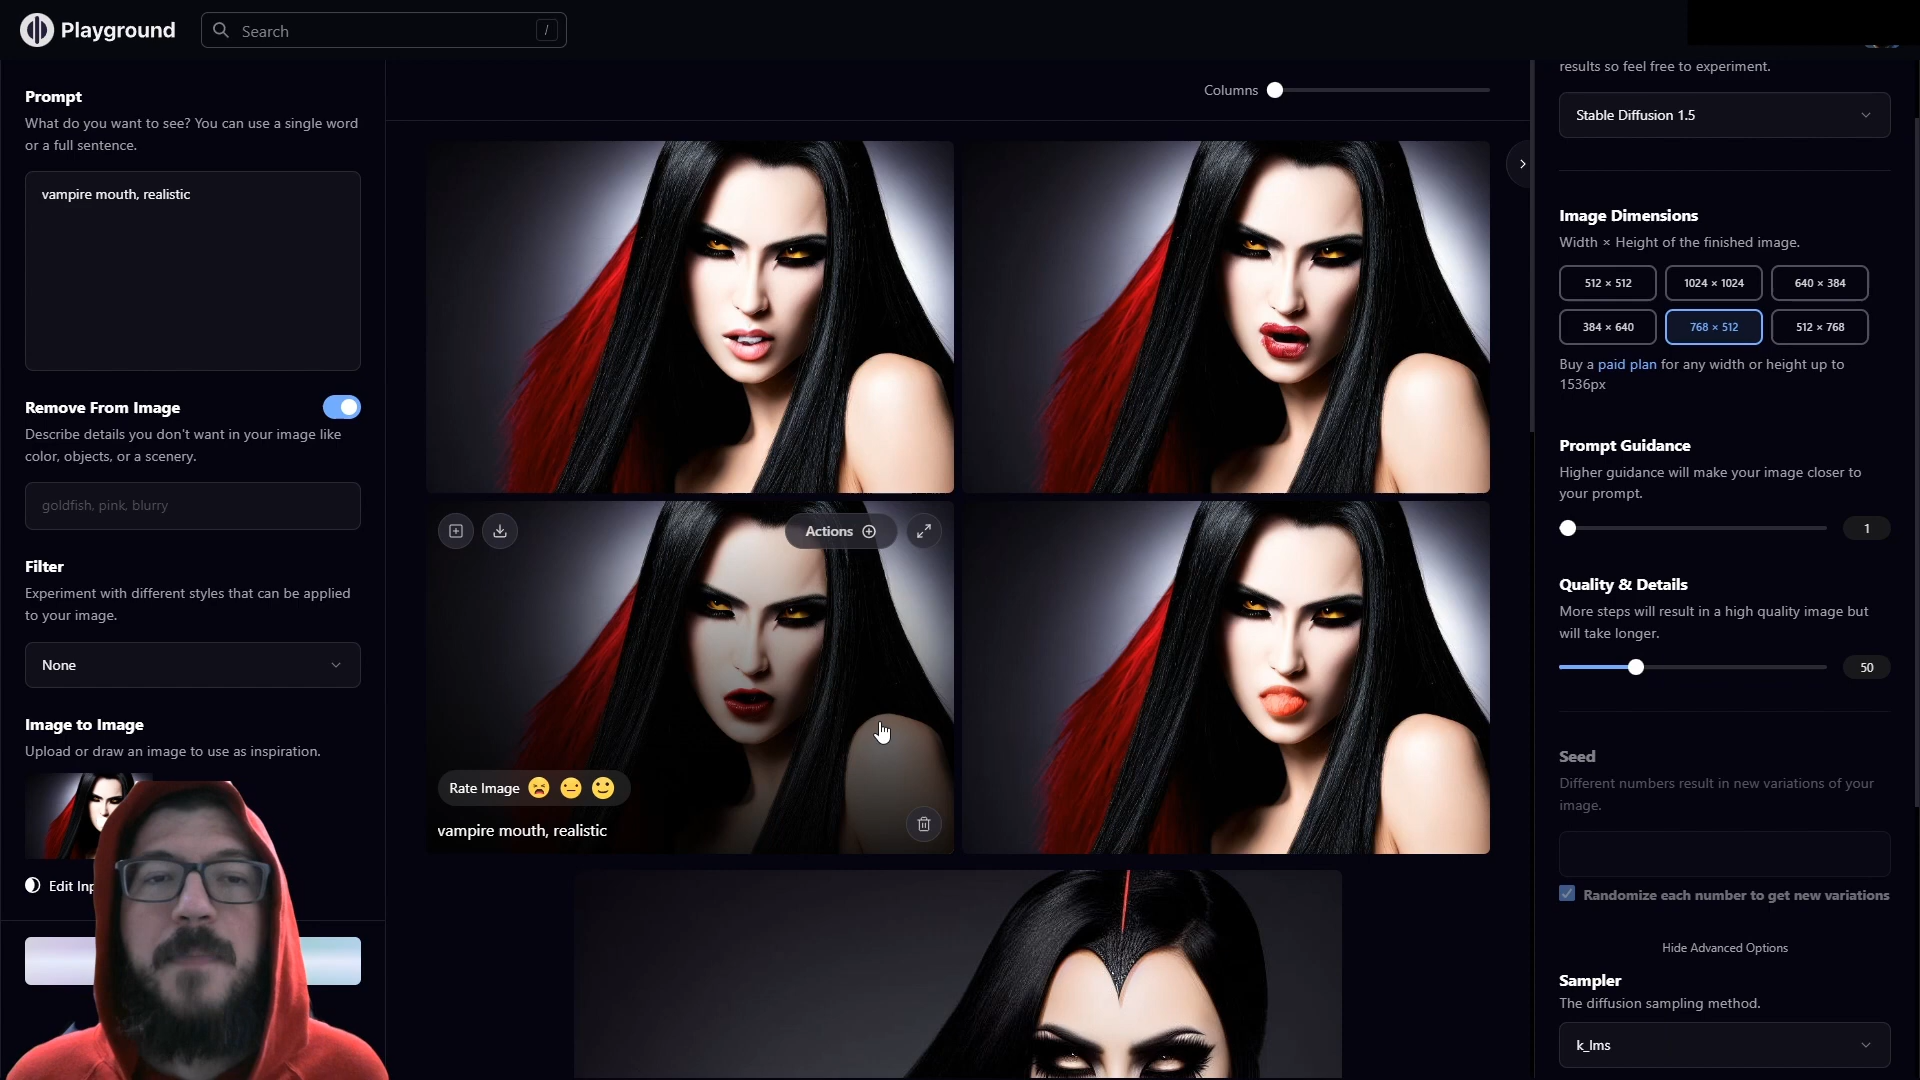 Playground
Search
/
Prompt
What do you want to see? You can use a single word
or a full sentence.
vampire mouth, realistic
Remove From Image
Describe details you don't want in your image like
color, objects, or a scenery.
goldfish, pink, blurry
Filter
Experiment with different styles that can be applied
to your image.
None
Image to Image
Upload or draw an image to use as inspiration.
Edit
Columns
Actions
Rate Image
vampire mouth, realistic
results so feel free to experiment.
Stable Diffusion 1.5
Image Dimensions
Width × Height of the finished image.
512 × 512
1024 × 1024
640 × 384
384 × 640
768 × 512
512 × 768
Buy a paid plan for any width or height up to
1536px
Prompt Guidance
Higher guidance will make your image closer to
your prompt.
1
Quality & Details
More steps will result in a high quality image but
will take longer.
50
Seed
Different numbers result in new variations of your
image.
Randomize each number to get new variations
Hide Advanced Options
Sampler
The diffusion sampling method.
k_lms